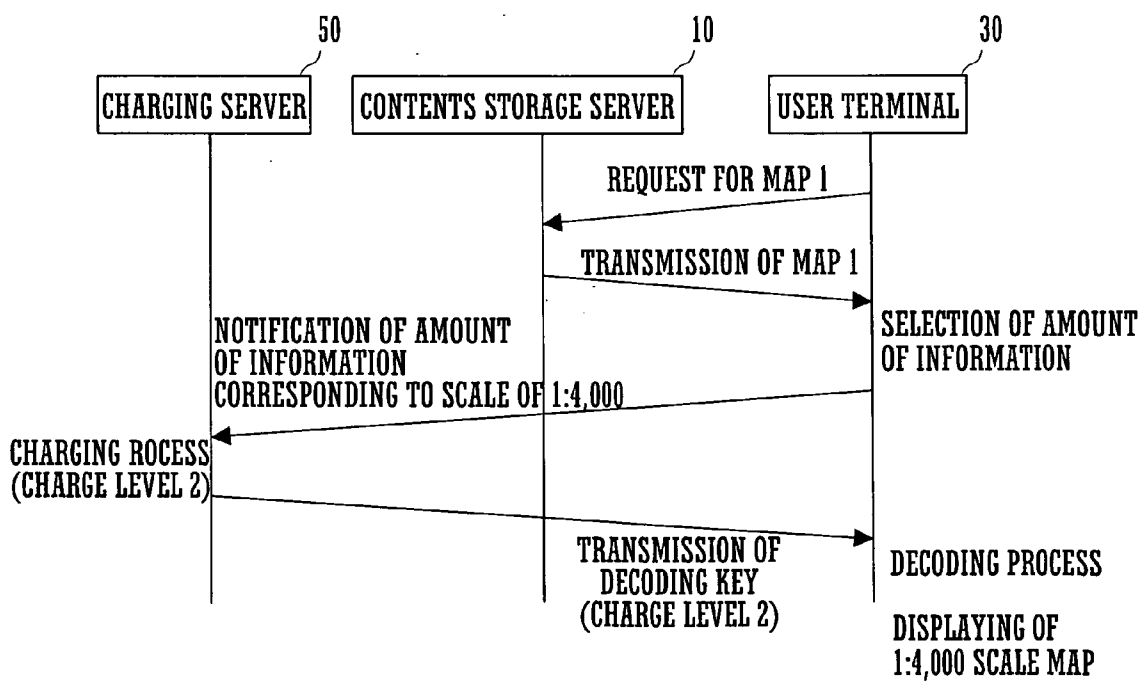 50
10
30
CHARGING SERVER
CONTENTS STORAGE SERVER
USER TERMINAL
REQUEST FOR MAP 1
TRANSMISSION OF MAP 1
NOTIFICATION OF AMOUNT
OF INFORMATION
CORRESPONDING TO SCALE OF 1:4,000
SELECTION OF AMOUNT
OF INFORMATION
CHARGING ROCESS
(CHARGE LEVEL 2)
TRANSMISSION OF
DECODING KEY
(CHARGE LEVEL 2)
DECODING PROCESS
DISPLAYING OF
1:4,000 SCALE MAP